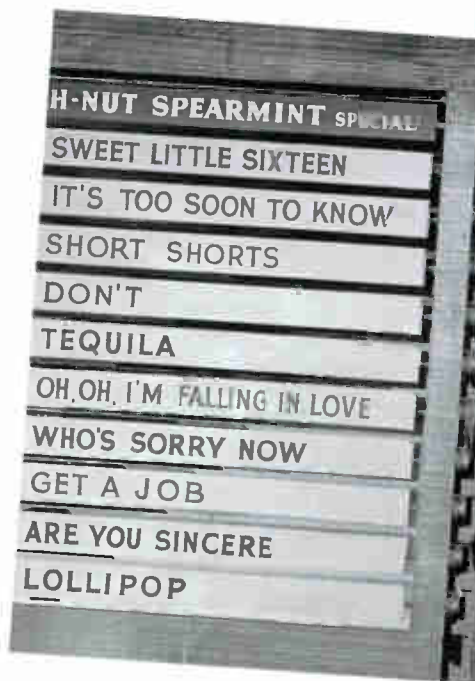 H-NUT SPEARMINT SPECIAL
SWEET LITTLE SIXTEEN
IT'S TOO SOON TO KNOW
SHORT SHORTS
DON'T
TEQUILA
OH, OH, I'M FALLING IN LOVE
WHO'S SORRY NOW
GET A JOB
ARE YOU SINCERE
LOLLIPOP